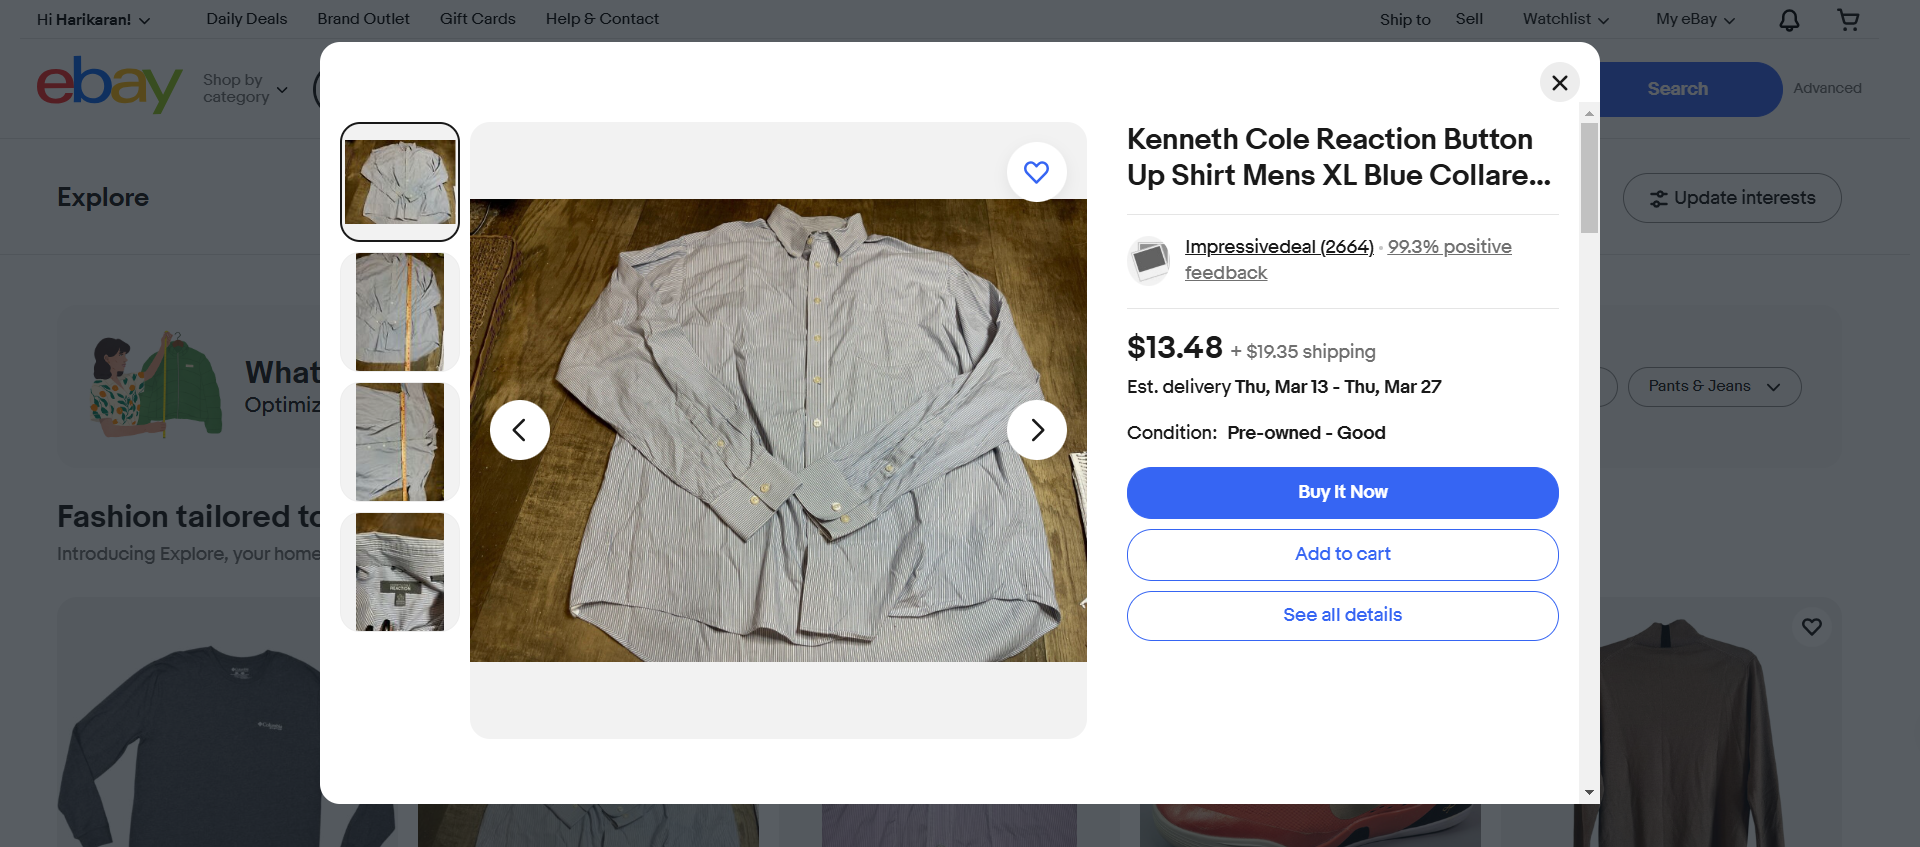 Hi Harikaran!
Daily Deals
Brand Outlet
Gift Cards
Help & Contact
Ship to
Sell
Watchlist
My eBay
ebay
Shop by
category
Search
Advanced
Explore
Update interests
What
Optimiz
Pants & Jeans
Fashion tailored to
Introducing Explore, your home
Columbia
Kenneth Cole Reaction Button
Up Shirt Mens XL Blue Collare...
Impressivedeal (2664) · 99.3% positive
feedback
$13.48 + $19.35 shipping
Est. delivery Thu, Mar 13 - Thu, Mar 27
Condition: Pre-owned - Good
Buy It Now
Add to cart
See all details
REACTION